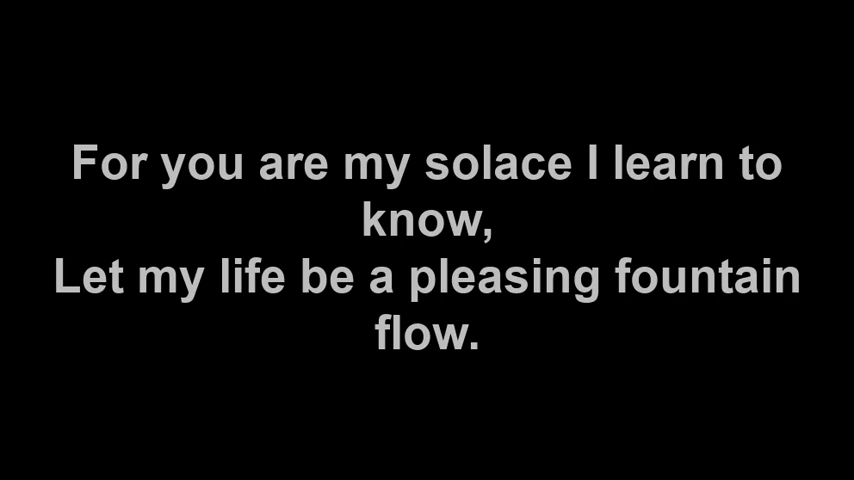 For you are my solace I learn to
know,
Let my life be a pleasing fountain
flow.